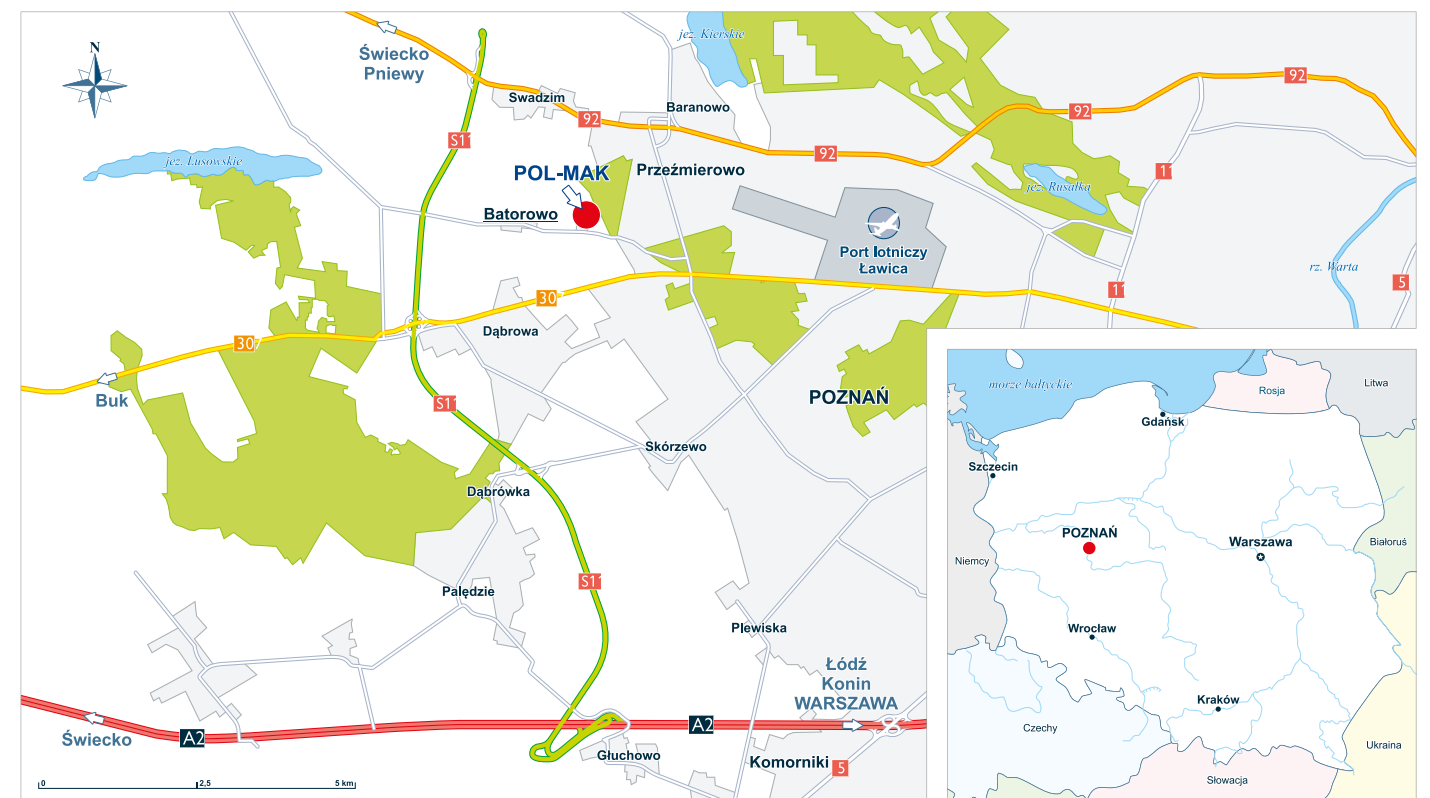 N
Świecko
Pniewy
jez. Kierskie
92
Swadzim
Baranowo
92
92
92
S11
jez. Lusowskie
POL-MAK
Przeźmierowo
11
jez. Rusałka
Batorowo
Port lotniczy
Ławica
rz. Warta
5
11
307
Dąbrowa
307
Buk
S11
POZNAŃ
Skórzewo
Dąbrówka
S11
Palędzie
Plewiska
Łódź
Konin
WARSZAWA
A2
A2
Świecko
Głuchowo
Komorniki
5
0
2,5
5 km
morze bałtyckie
Rosja
Litwa
Gdańsk
Szczecin
POZNAŃ
Warszawa
Białoruś
Niemcy
Wrocław
Kraków
Czechy
Ukraina
Słowacja